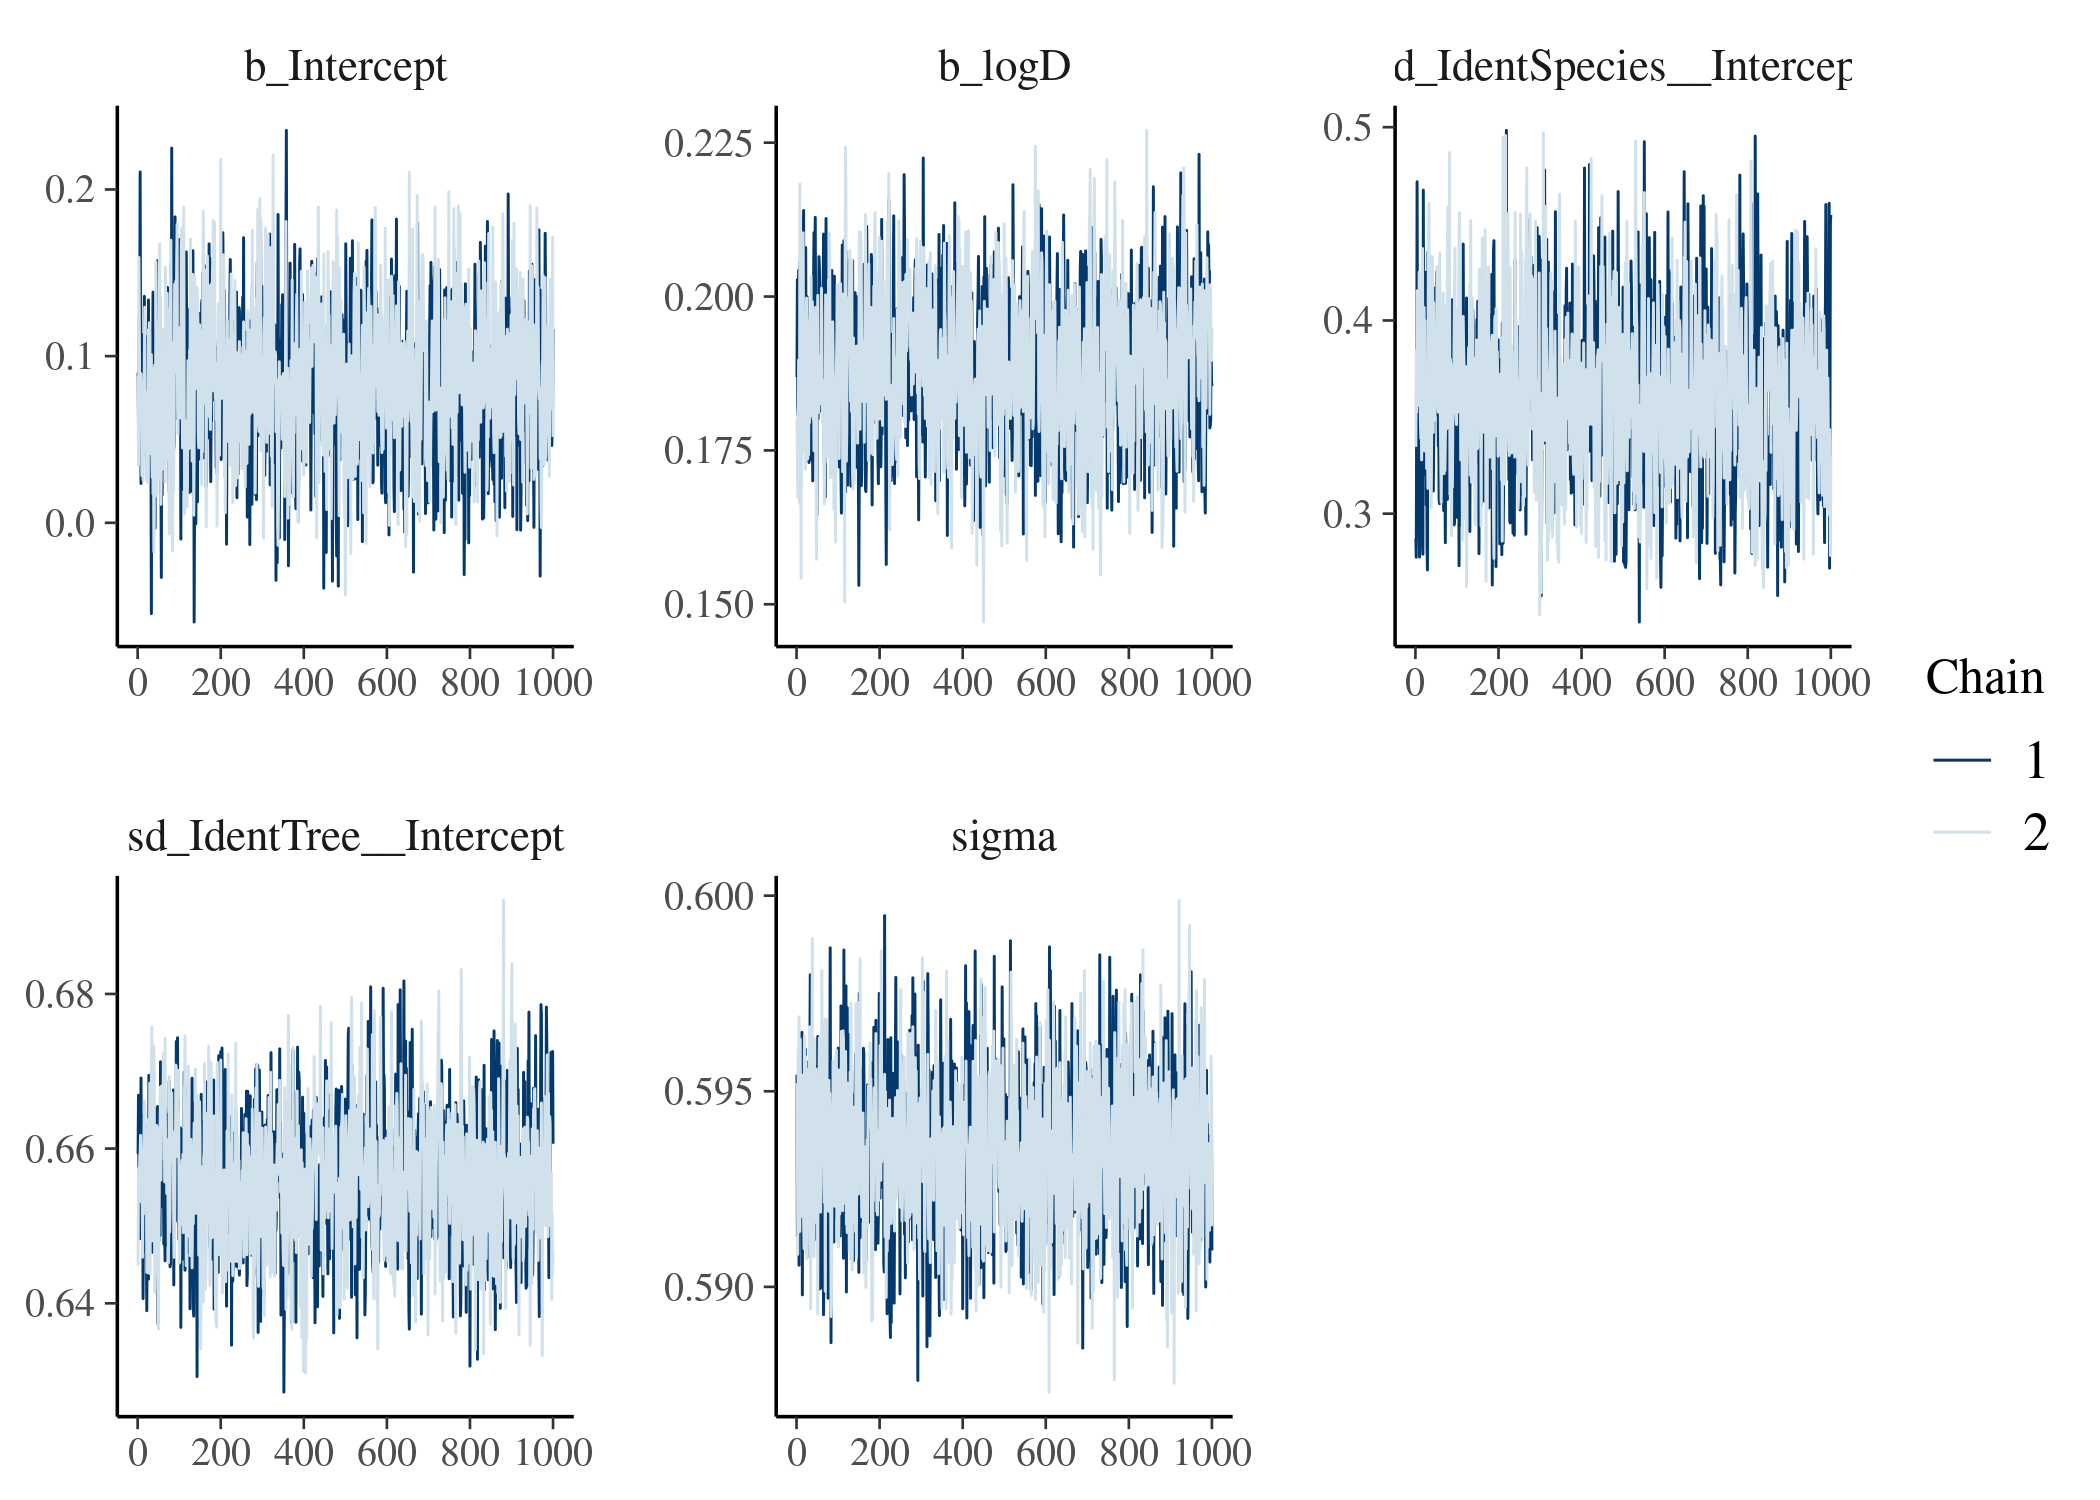 b_Intercept
b_logD
d_IdentSpecies__Intercep
0.2
0.1
0.0
0 200 400 600 800 1000
0.225
0.200
0.175
0.150
0 200 400 600 800 1000
0.5
0.4
0.3
0 200 400 600 800 1000
Chain
1
2
sd_IdentTree__Intercept
sigma
0.68
0.66
0.64
0 200 400 600 800 1000
0.600
0.595
0.590
0 200 400 600 800 1000